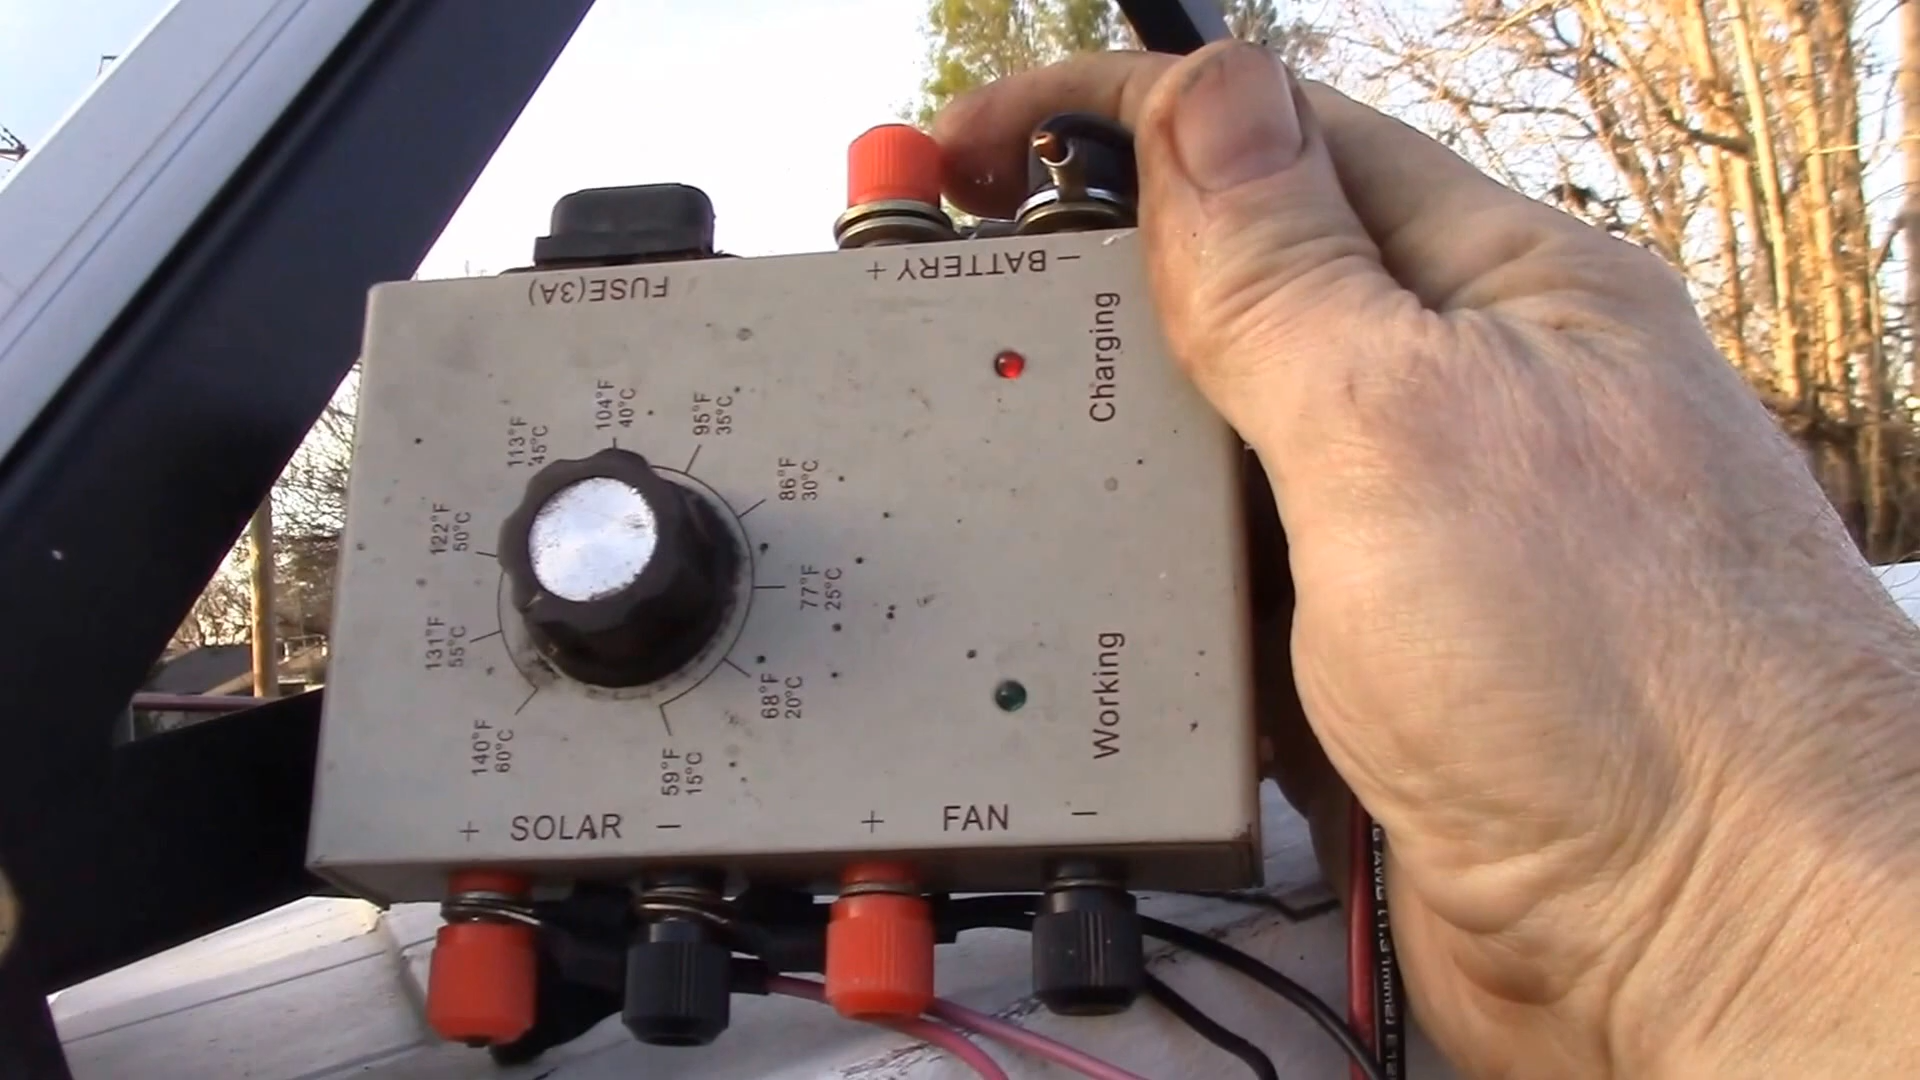 FUSE(3A)
− BATTERY +
Charging
104°F
40°C
95°F
35°C
113°F
45°C
86°F
30°C
122°F
50°C
77°F
25°C
131°F
55°C
68°F
20°C
140°F
60°C
59°F
15°C
Working
+ SOLAR −
+ FAN −